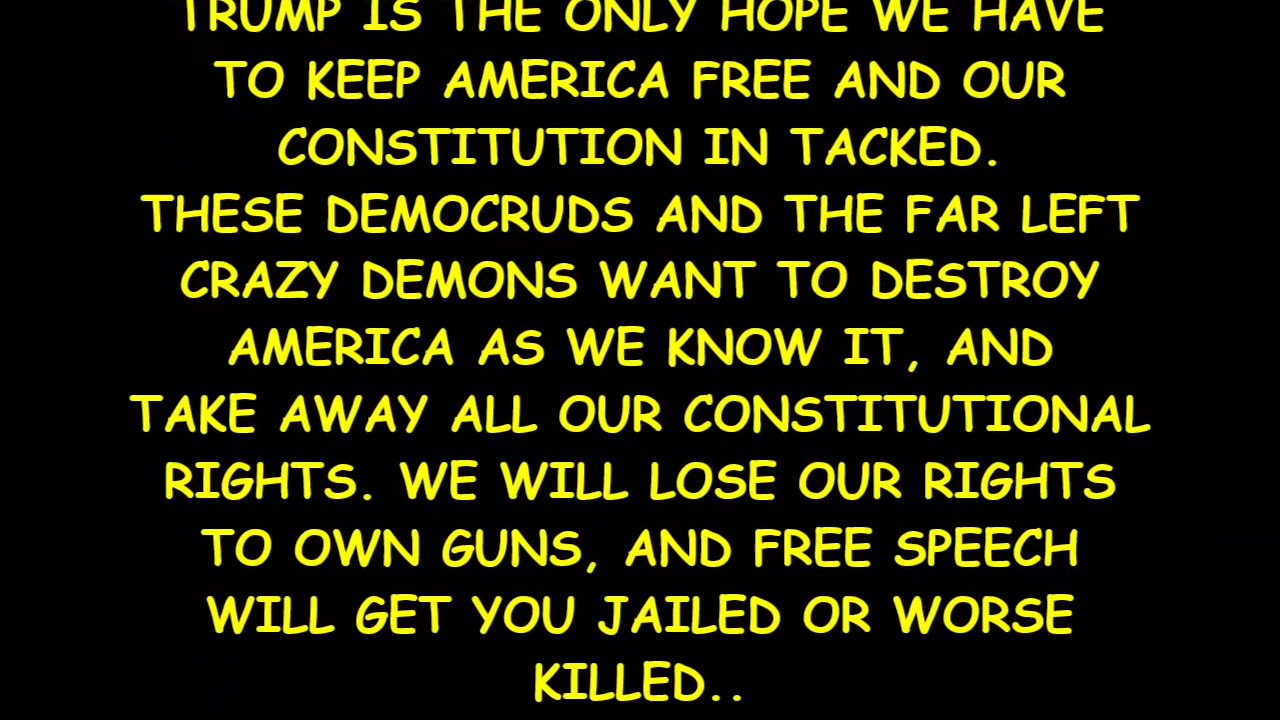 TRUMP IS THE ONLY HOPE WE HAVE
TO KEEP AMERICA FREE AND OUR
CONSTITUTION IN TACKED.
THESE DEMOCRUDS AND THE FAR LEFT
CRAZY DEMONS WANT TO DESTROY
AMERICA AS WE KNOW IT, AND
TAKE AWAY ALL OUR CONSTITUTIONAL
RIGHTS. WE WILL LOSE OUR RIGHTS
TO OWN GUNS, AND FREE SPEECH
WILL GET YOU JAILED OR WORSE
KILLED..